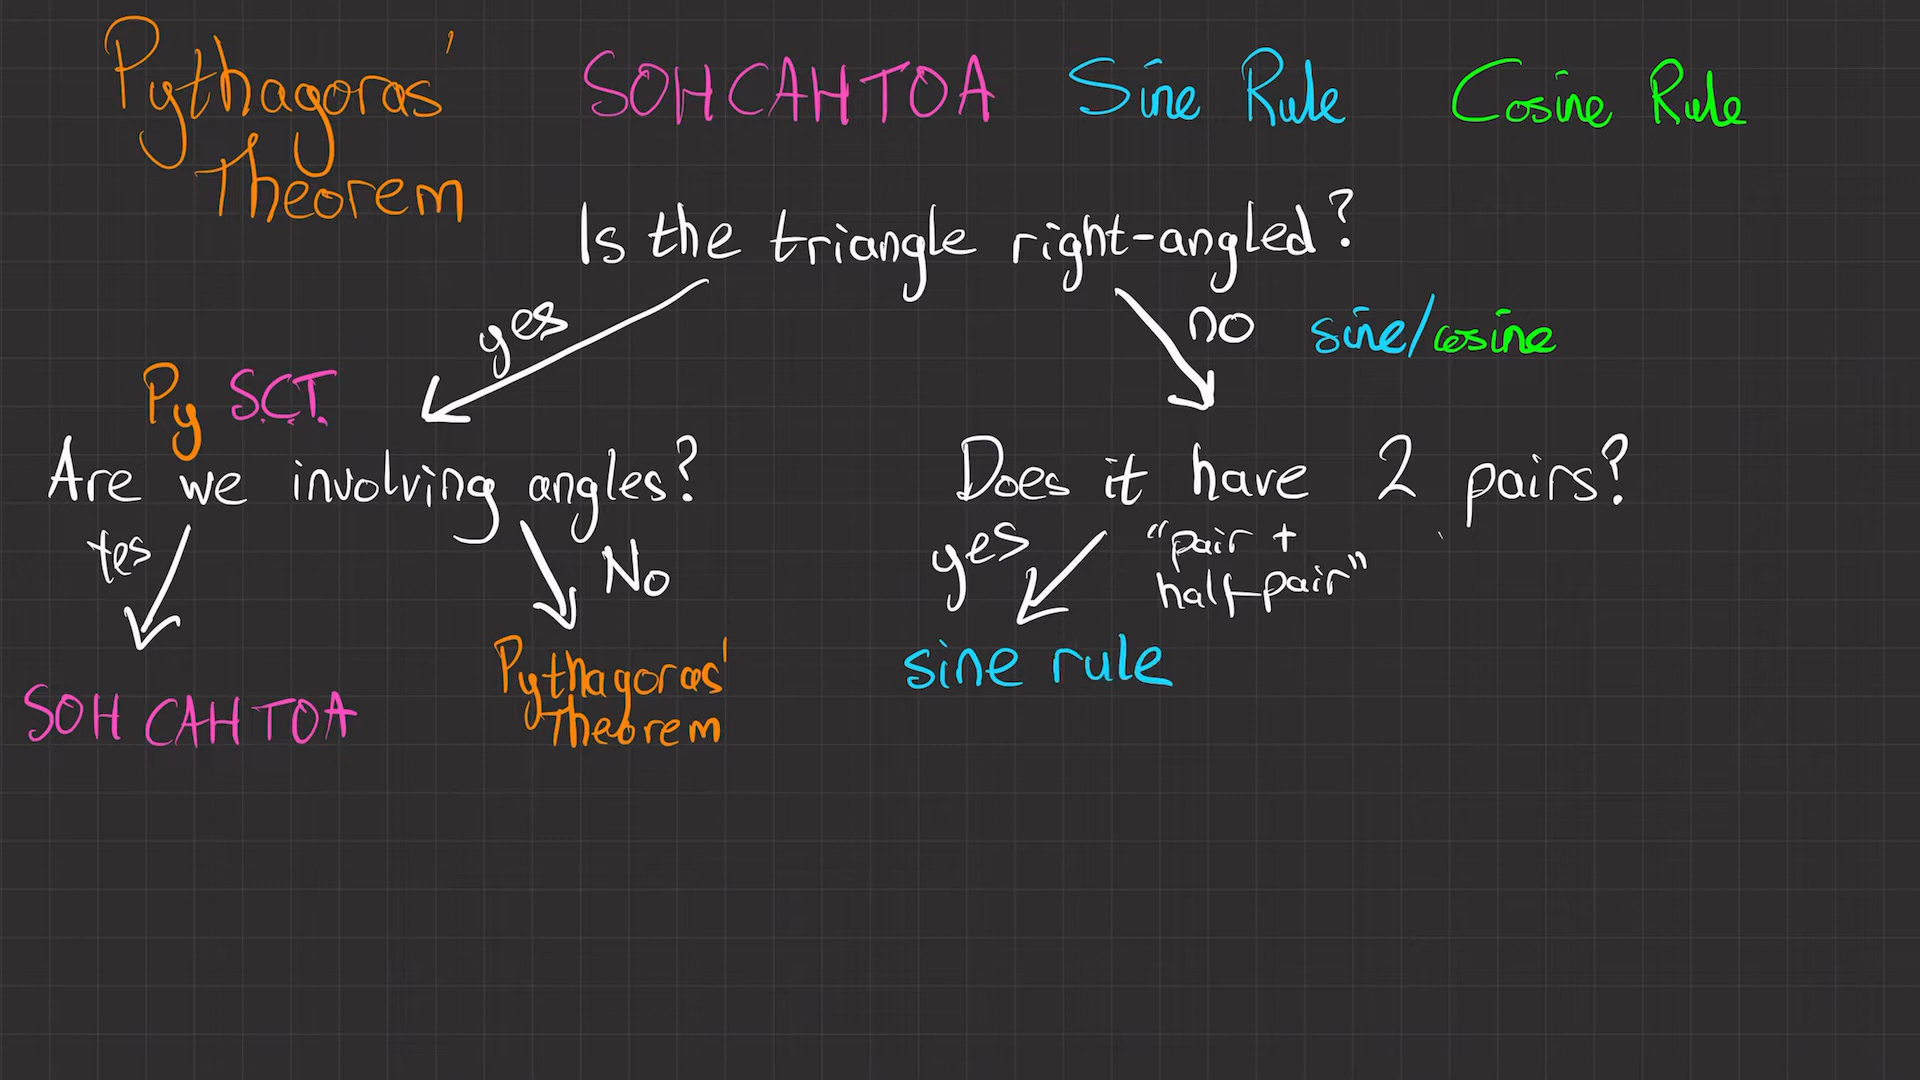 Pythagoras'
Theorem
SOHCAHTOA
Sine Rule
Cosine Rule
Is the triangle right-angled?
yes
no
sine/cosine
Py S.C.T.
Are we involving angles?
Does it have 2 pairs?
Yes
No
yes
"pair +
half-pair"
SOH CAH TOA
Pythagoras'
Theorem
sine rule